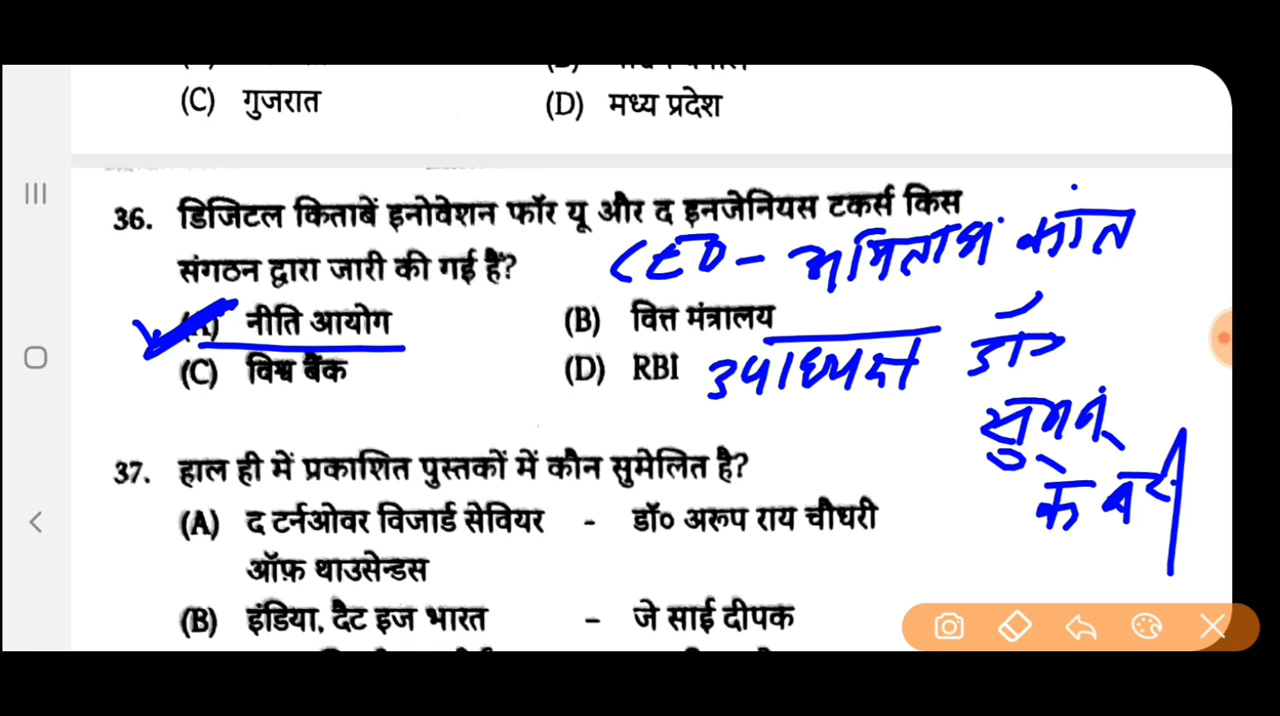 (C) गुजरात (D) मध्य प्रदेश
36. डिजिटल किताबें इनोवेशन फॉर यू और द इनजेनियस टकर्स किस
संगठन द्वारा जारी की गई हैं?
CEO - अमिताभ कांत
(A) नीति आयोग (B) वित्त मंत्रालय
(C) विश्व बैंक (D) RBI
उपाध्यक्ष डॉ
सुमन
के बेरी
37. हाल ही में प्रकाशित पुस्तकों में कौन सुमेलित है?
(A) द टर्नओवर विजार्ड सेवियर - डॉ० अरूप राय चौधरी
ऑफ़ थाउसेन्डस
(B) इंडिया, दैट इज भारत - जे साई दीपक